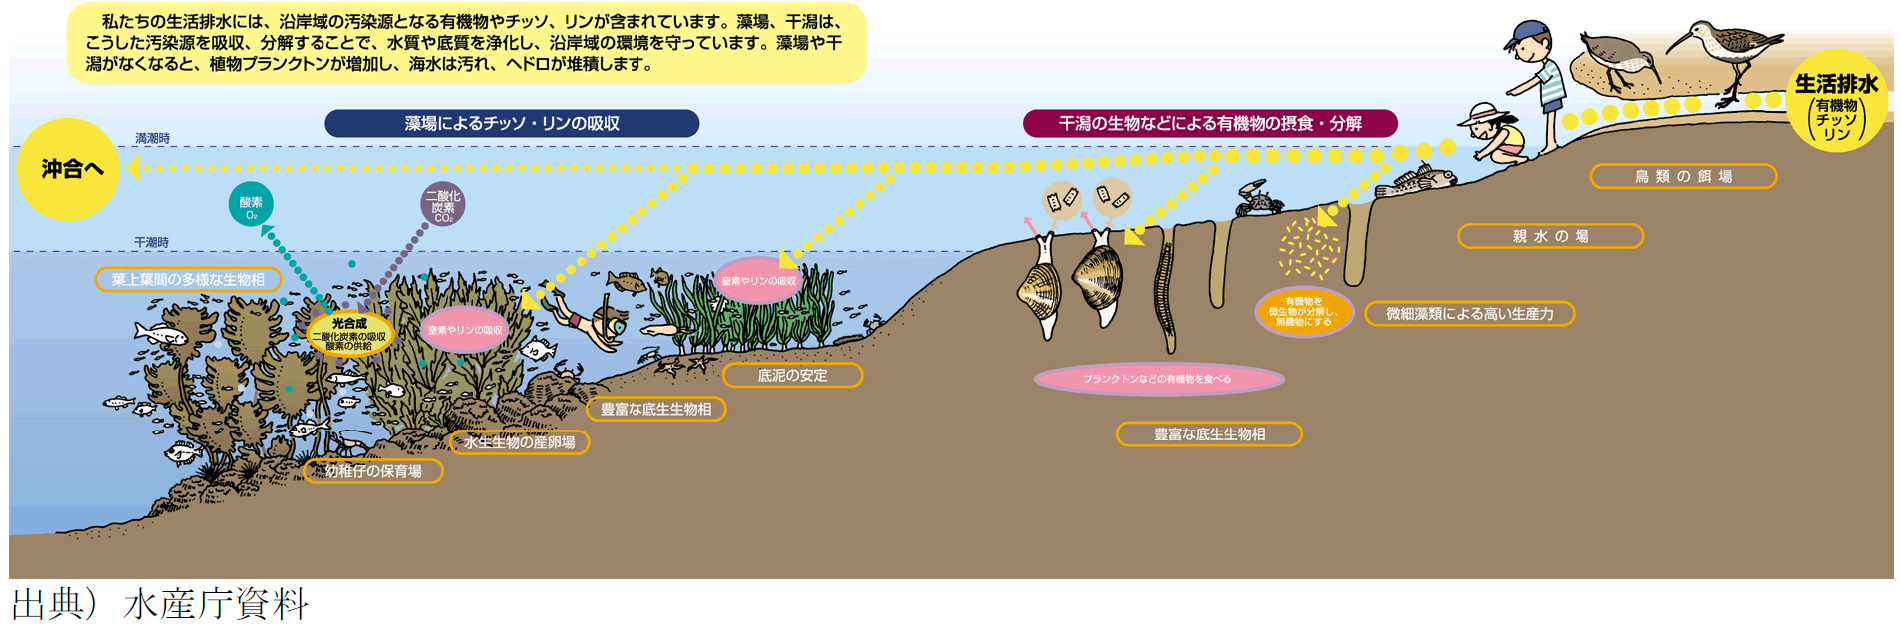 私たちの生活排水には、沿岸域の汚染源となる有機物やチッソ、リンが含まれています。藻場、干潟は、
こうした汚染源を吸収、分解することで、水質や底質を浄化し、沿岸域の環境を守っています。藻場や干
潟がなくなると、植物プランクトンが増加し、海水は汚れ、ヘドロが堆積します。
藻場によるチッソ・リンの吸収
干潟の生物などによる有機物の摂食・分解
生活排水
(有機物
チッソ
リン)
満潮時
沖合へ
鳥類の餌場
酸素
O₂
二酸化
炭素
CO₂
親水の場
干潮時
葉上葉間の多様な生物相
窒素やリンの吸収
光合成
二酸化炭素の吸収
酸素の供給
窒素やリンの吸収
有機物を
微生物が分解し、
無機物にする
微細藻類による高い生産力
底泥の安定
プランクトンなどの有機物を食べる
豊富な底生生物相
豊富な底生生物相
水生生物の産卵場
幼稚仔の保育場
出典）水産庁資料